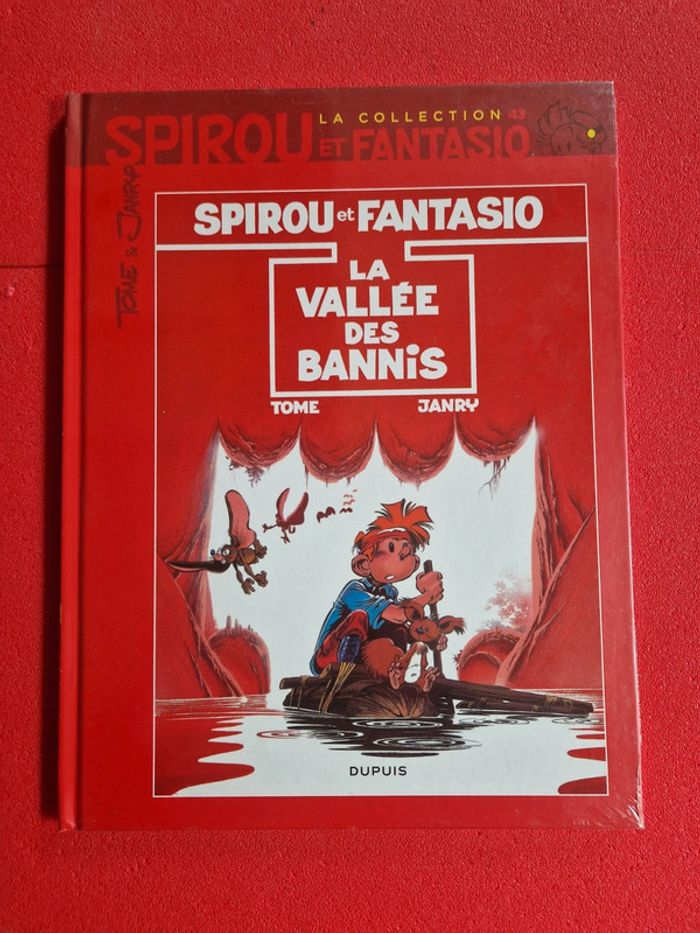 LA COLLECTION 43
SPIROU ET FANTASIO
TOME & JANRY
SPIROU et FANTASIO
LA
VALLÉE
DES
BANNiS
TOME JANRY
DUPUIS